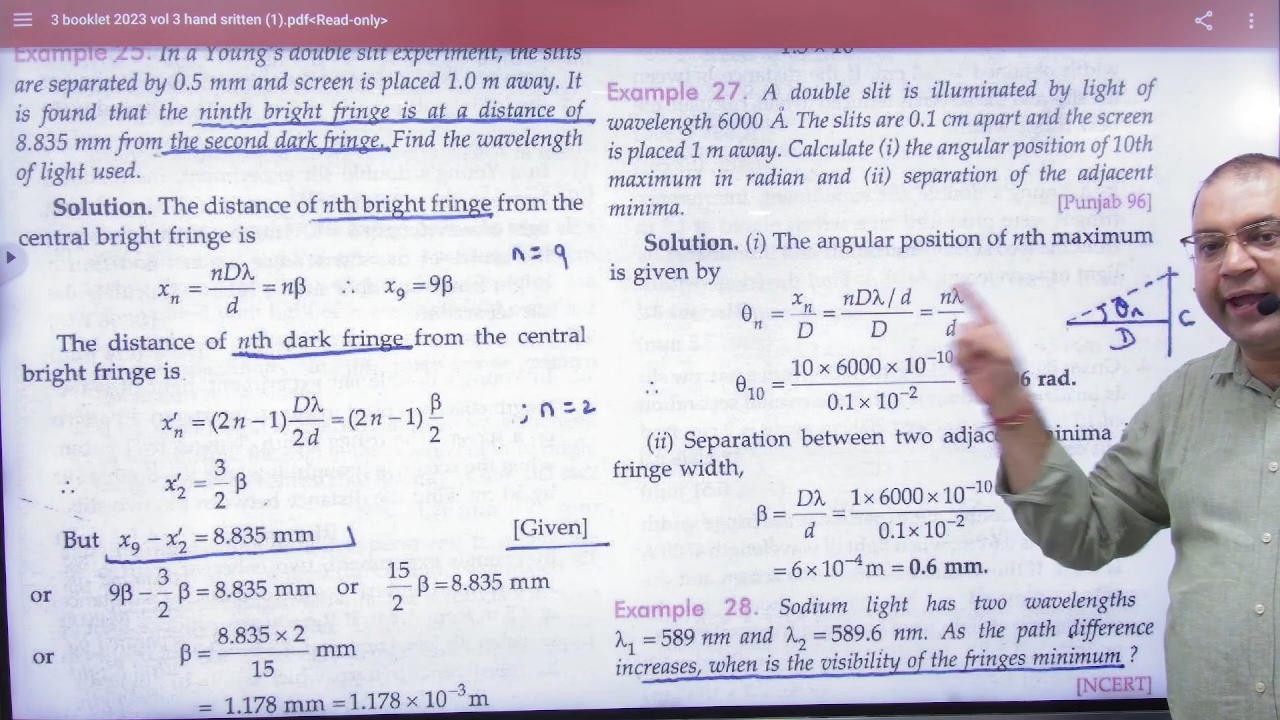 3 booklet 2023 vol 3 hand sritten (1).pdf<Read-only>
Example 25. In a Young's double slit experiment, the slits
are separated by 0.5 mm and screen is placed 1.0 m away. It
is found that the ninth bright fringe is at a distance of
8.835 mm from the second dark fringe. Find the wavelength
of light used.
Solution. The distance of nth bright fringe from the
central bright fringe is
n = 9
xₙ = nDλ/d = nβ ∴ x₉ = 9β
The distance of nth dark fringe from the central
bright fringe is
x′ₙ = (2n−1) Dλ/2d = (2n−1) β/2
∴ n = 2
∴ x′₂ = 3/2 β
But x₉ − x′₂ = 8.835 mm [Given]
or 9β − 3/2 β = 8.835 mm or 15/2 β = 8.835 mm
or β = 8.835 × 2 / 15 mm
= 1.178 mm = 1.178 × 10⁻³ m
Example 27. A double slit is illuminated by light of
wavelength 6000 Å. The slits are 0.1 cm apart and the screen
is placed 1 m away. Calculate (i) the angular position of 10th
maximum in radian and (ii) separation of the adjacent
minima. [Punjab 96]
Solution. (i) The angular position of nth maximum
is given by
θₙ = xₙ/D = nDλ/d / D = nλ/d
θₙ
D
C
∴ θ₁₀ = 10 × 6000 × 10⁻¹⁰ / 0.1 × 10⁻² 6 rad.
(ii) Separation between two minima
fringe width,
β = Dλ/d = 1 × 6000 × 10⁻¹⁰ / 0.1 × 10⁻²
= 6 × 10⁻⁴ m = 0.6 mm.
Example 28. Sodium light has two wavelengths
λ₁ = 589 nm and λ₂ = 589.6 nm. As the path difference
increases, when is the visibility of the fringes minimum ?
[NCERT]